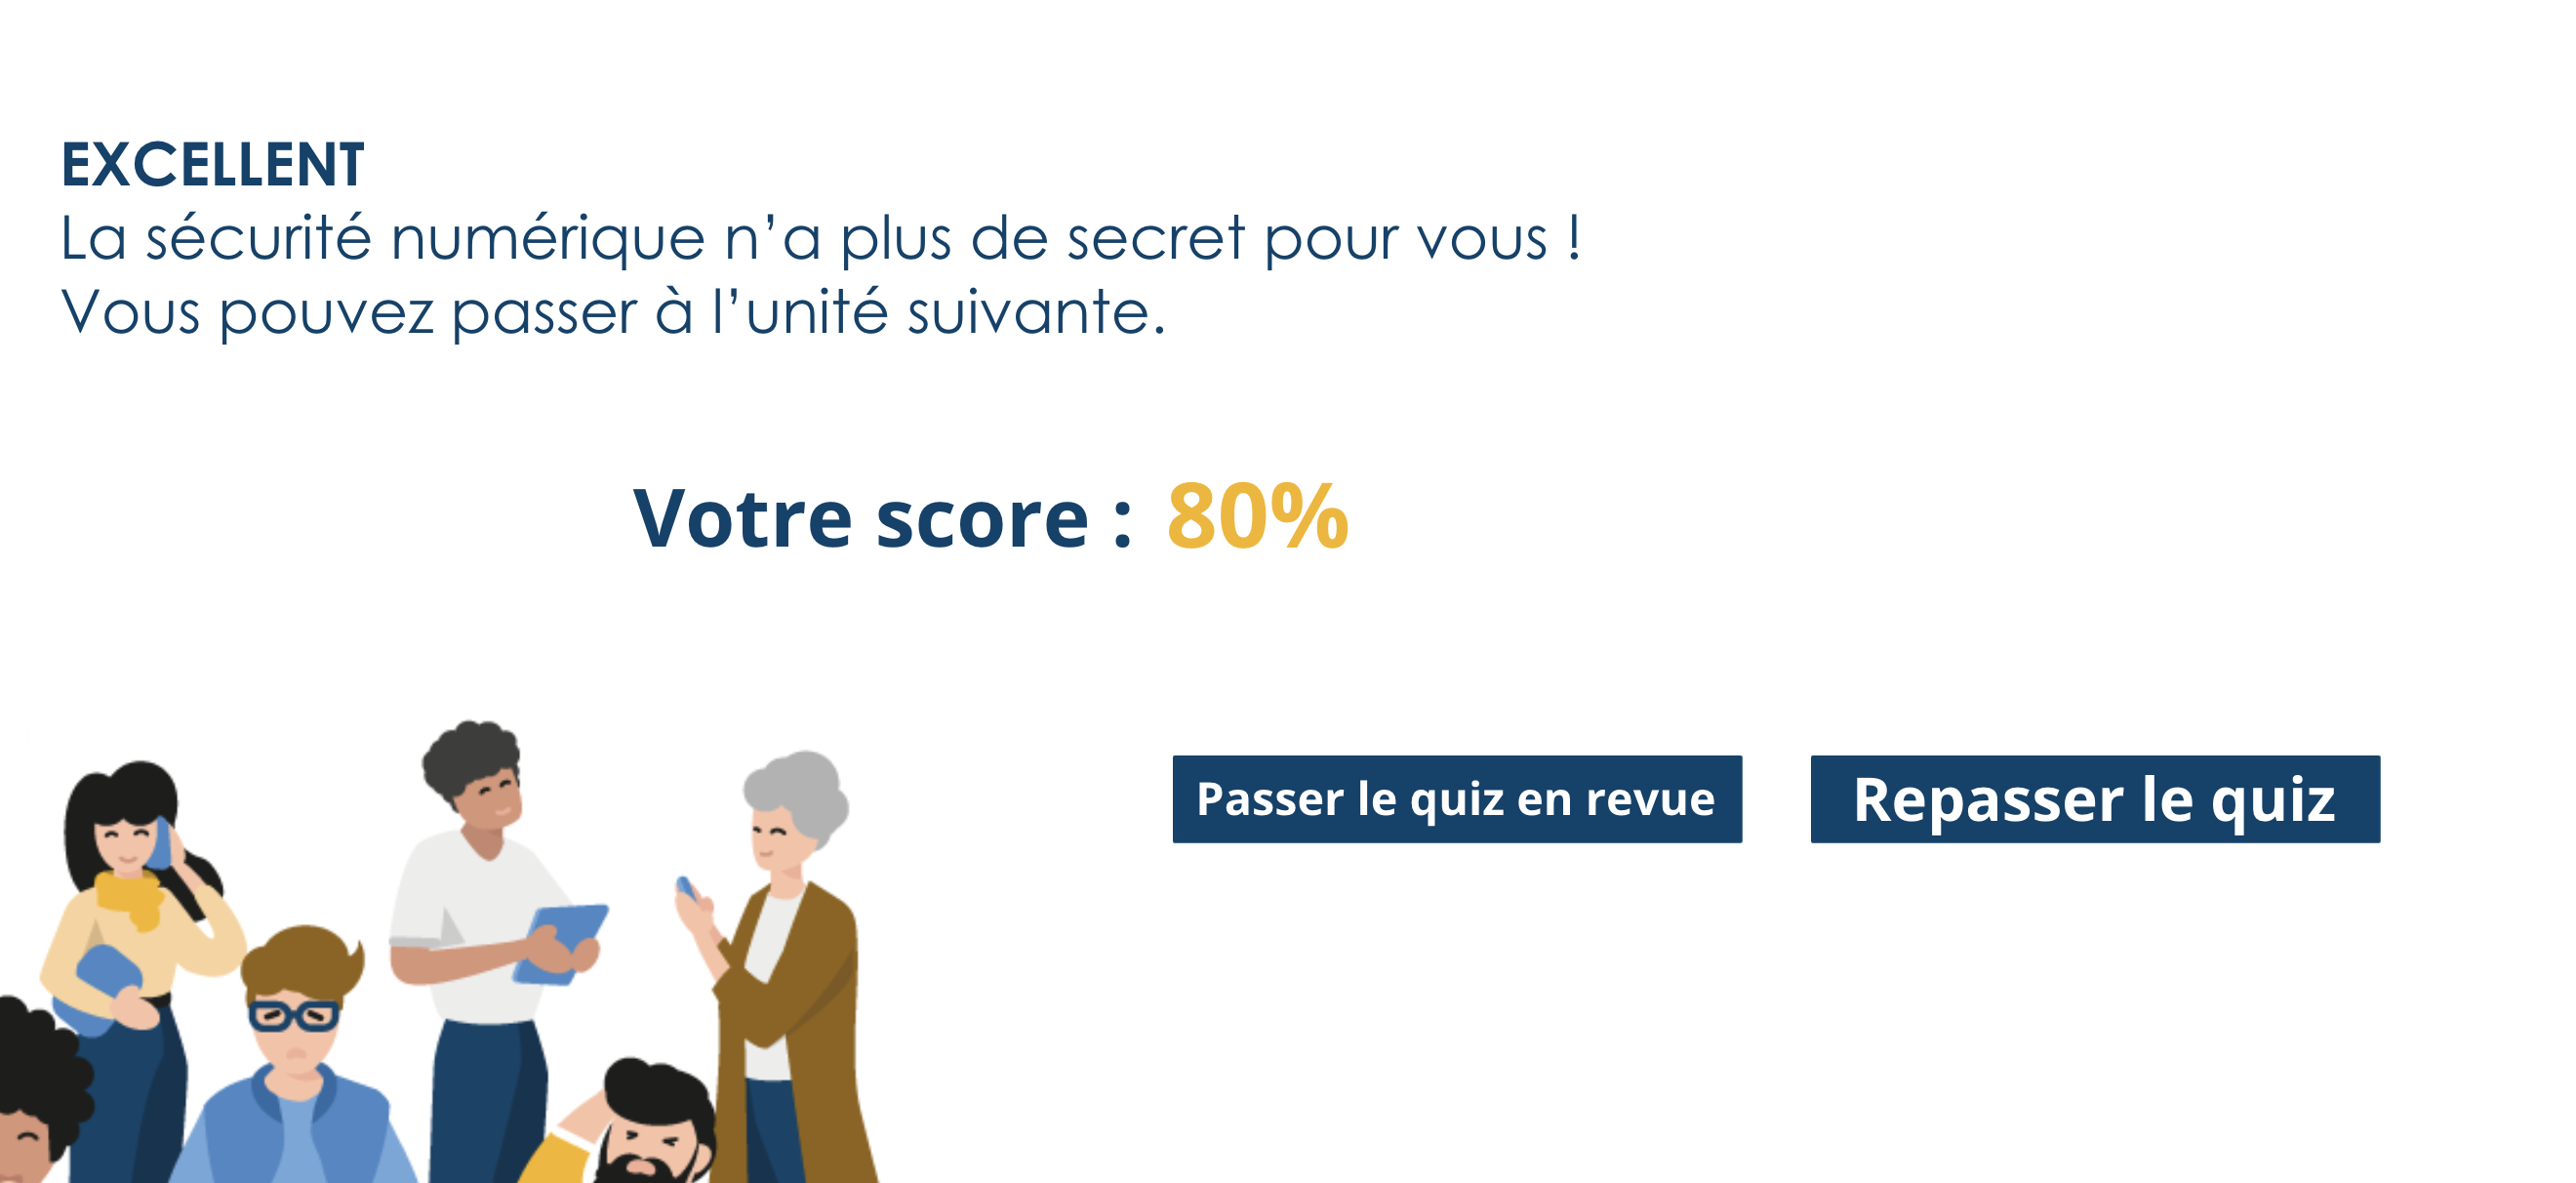 EXCELLENT
La sécurité numérique n’a plus de secret pour vous !
Vous pouvez passer à l’unité suivante.
Votre score : 80%
Passer le quiz en revue
Repasser le quiz